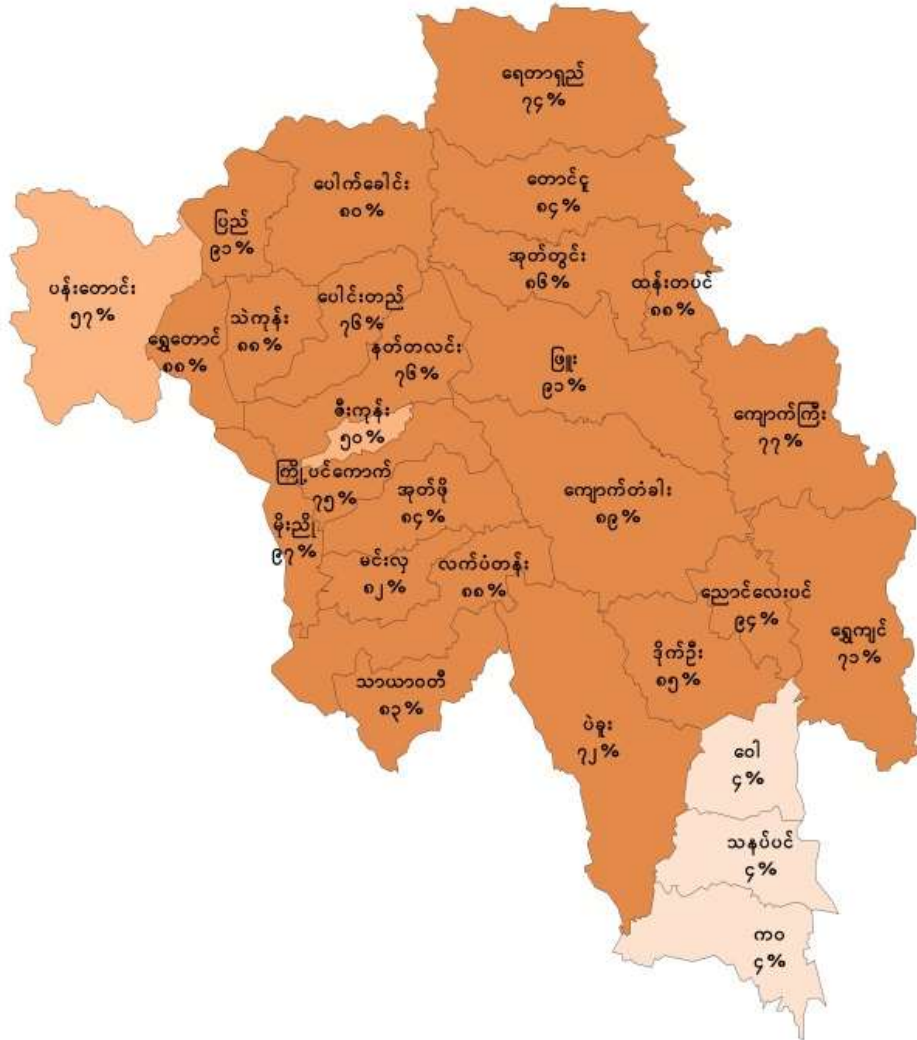 ရေတာရှည်
၇၄%
တောင်ငူ
၈၄%
ပေါက်ခေါင်း
၈၀%
ပြည်
၉၁%
အုတ်တွင်း
၈၆%
ထန်းတပင်
၈၈%
ပန်းတောင်း
၅၇%
ပေါင်းတည်
၇၆%
သဲကုန်း
၈၈%
ရွှေတောင်
၈၈%
နတ်တလင်း
၇၆%
ဖြူး
၉၁%
ကျောက်ကြီး
၇၇%
ဇီးကုန်း
၅၀%
ကြို့ပင်ကောက်
၇၅%
အုတ်ဖို
၈၄%
ကျောက်တံခါး
၈၉%
မိုးညို
၉၇%
မင်းလှ
၈၂%
လက်ပံတန်း
၈၈%
ညောင်လေးပင်
၉၄%
ရွှေကျင်
၇၁%
ဒိုက်ဦး
၈၅%
သာယာဝတီ
၈၃%
ပဲခူး
၇၂%
ဝေါ
၄%
သနပ်ပင်
၄%
ကဝ
၄%